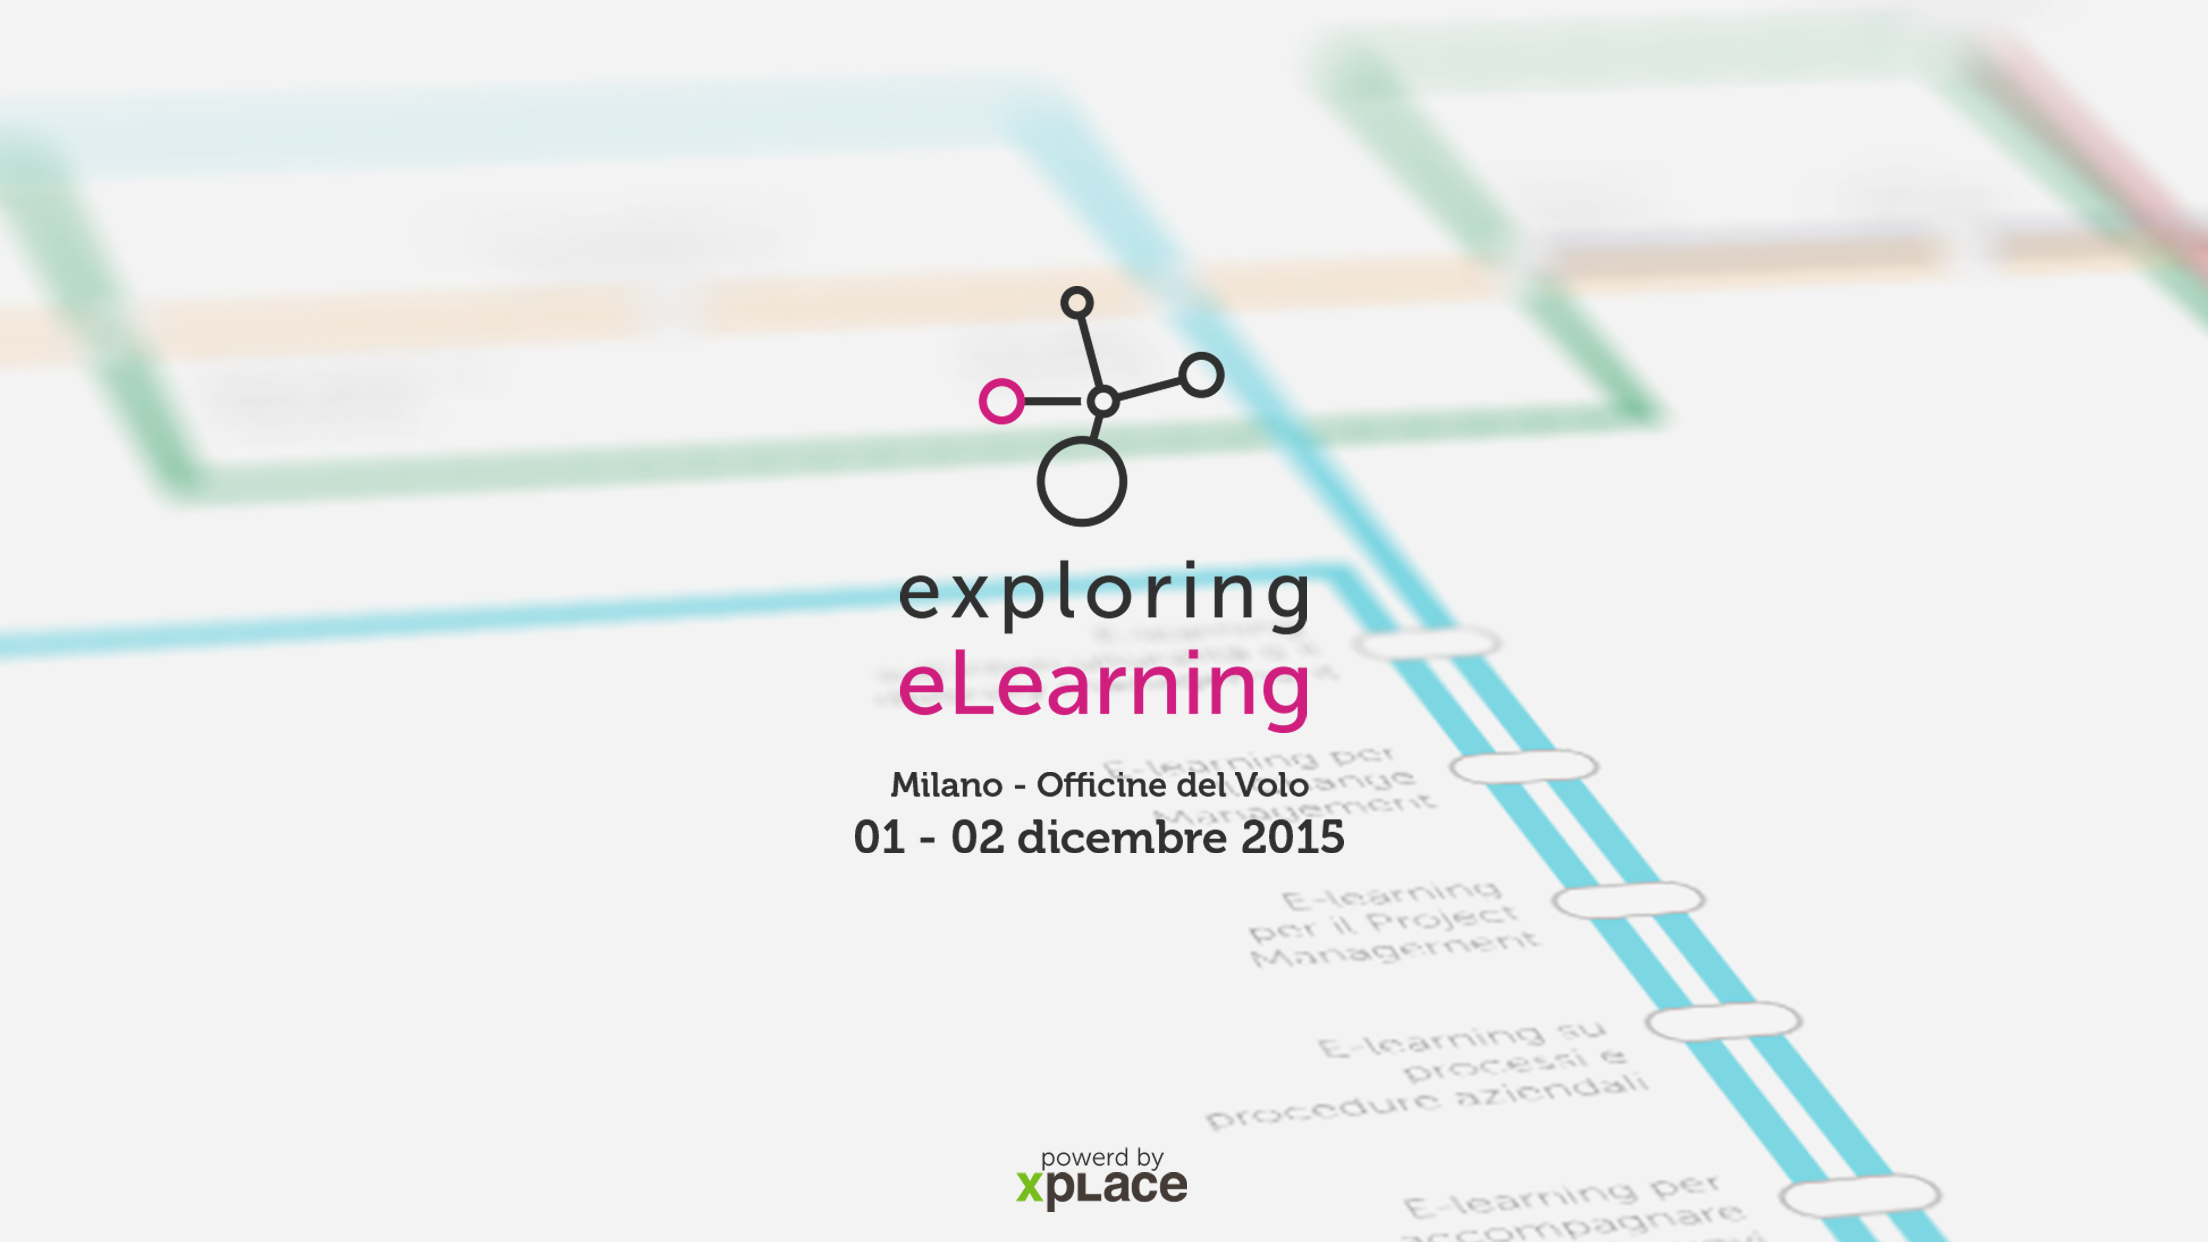 exploring
eLearning
Milano - Officine del Volo
01 - 02 dicembre 2015
E-learning per
Change
Management
E-learning
per il Project
Management
E-learning su
processi e
procedure aziendali
E-learning per
accompagnare
powerd by
xpLace